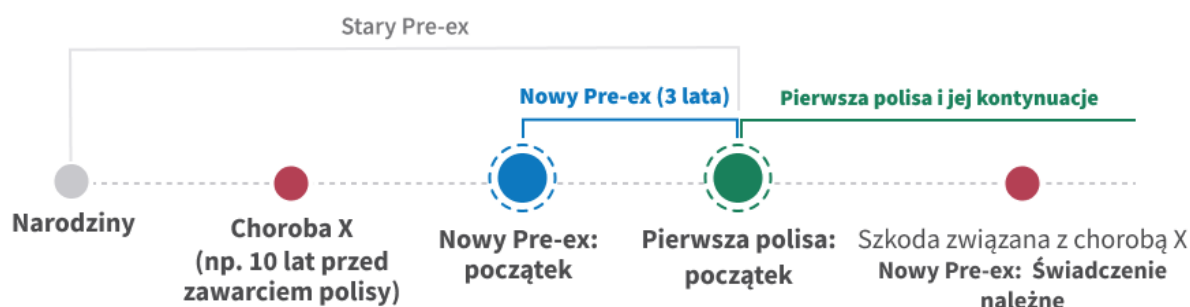 Stary Pre-ex
Nowy Pre-ex (3 lata)
Pierwsza polisa i jej kontynuacje
Narodziny
Choroba X
(np. 10 lat przed
zawarciem polisy)
Nowy Pre-ex:
początek
Pierwsza polisa:
początek
Szkoda związana z chorobą X
Nowy Pre-ex: Świadczenie
należne